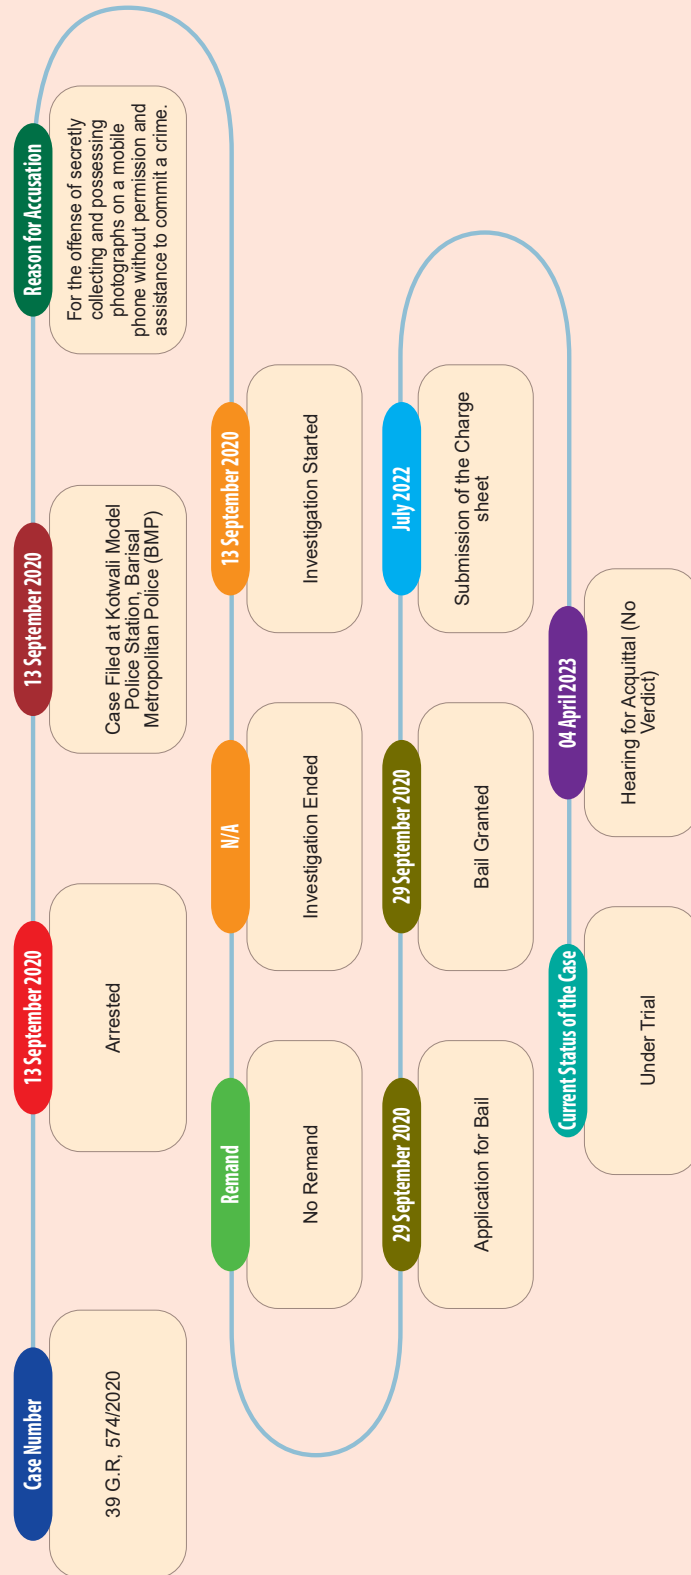 Case Number
39 G.R, 574/2020
13 September 2020
Arrested
13 September 2020
Case Filed at Kotwali Model
Police Station, Barisal
Metropolitan Police (BMP)
Reason for Accusation
For the offense of secretly
collecting and possessing
photographs on a mobile
phone without permission and
assistance to commit a crime.
13 September 2020
Investigation Started
N/A
Investigation Ended
Remand
No Remand
29 September 2020
Application for Bail
29 September 2020
Bail Granted
July 2022
Submission of the Charge
sheet
04 April 2023
Hearing for Acquittal (No
Verdict)
Current Status of the Case
Under Trial